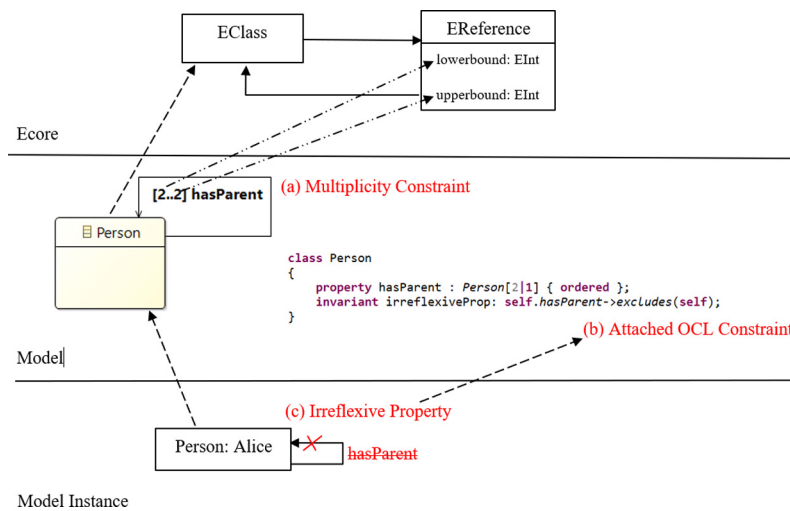 EClass
EReference
lowerbound: EInt
upperbound: EInt
Ecore
[2..2] hasParent
(a) Multiplicity Constraint
Person
class Person
{
property hasParent : Person[2|1] { ordered };
invariant irreflexiveProp: self.hasParent->excludes(self);
}
(b) Attached OCL Constraint
Model
(c) Irreflexive Property
Person: Alice
hasParent
Model Instance